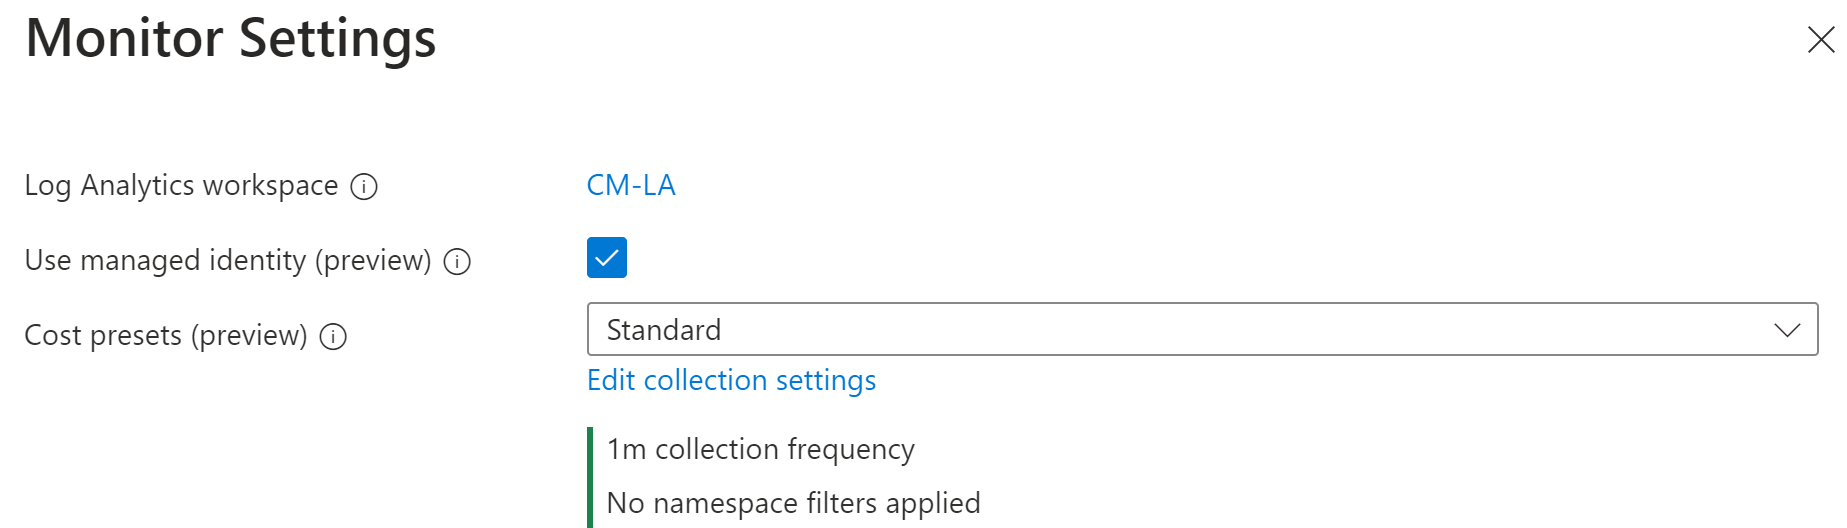 Monitor Settings
Log Analytics workspace
CM-LA
Use managed identity (preview)
Cost presets (preview)
Standard
Edit collection settings
1m collection frequency
No namespace filters applied